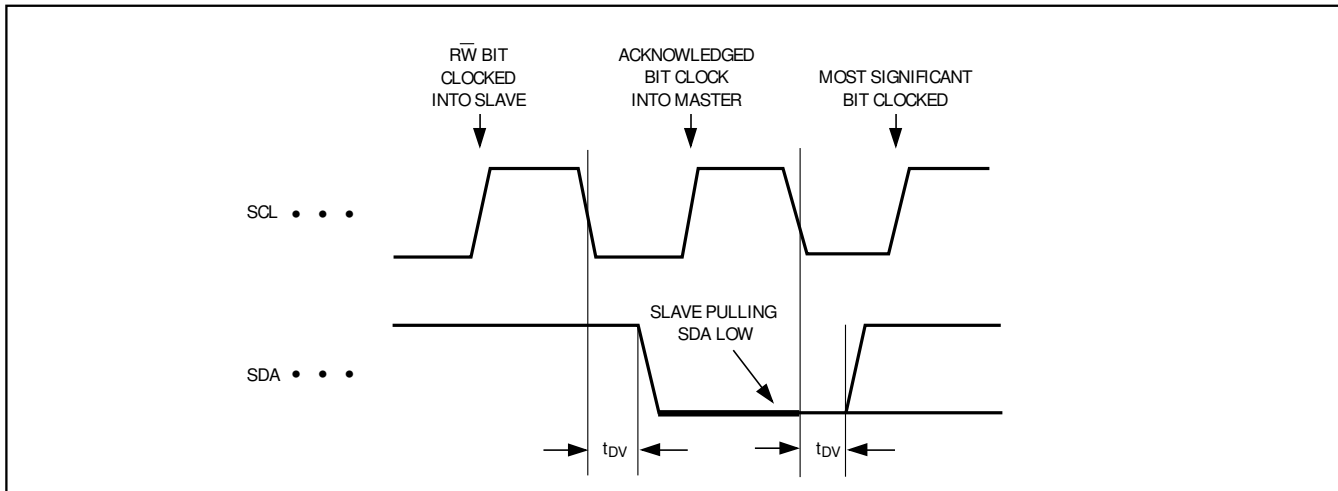 RW̅ BIT
CLOCKED
INTO SLAVE
ACKNOWLEDGED
BIT CLOCK
INTO MASTER
MOST SIGNIFICANT
BIT CLOCKED
SCL • • •
SLAVE PULLING
SDA LOW
SDA • • •
tDV
tDV